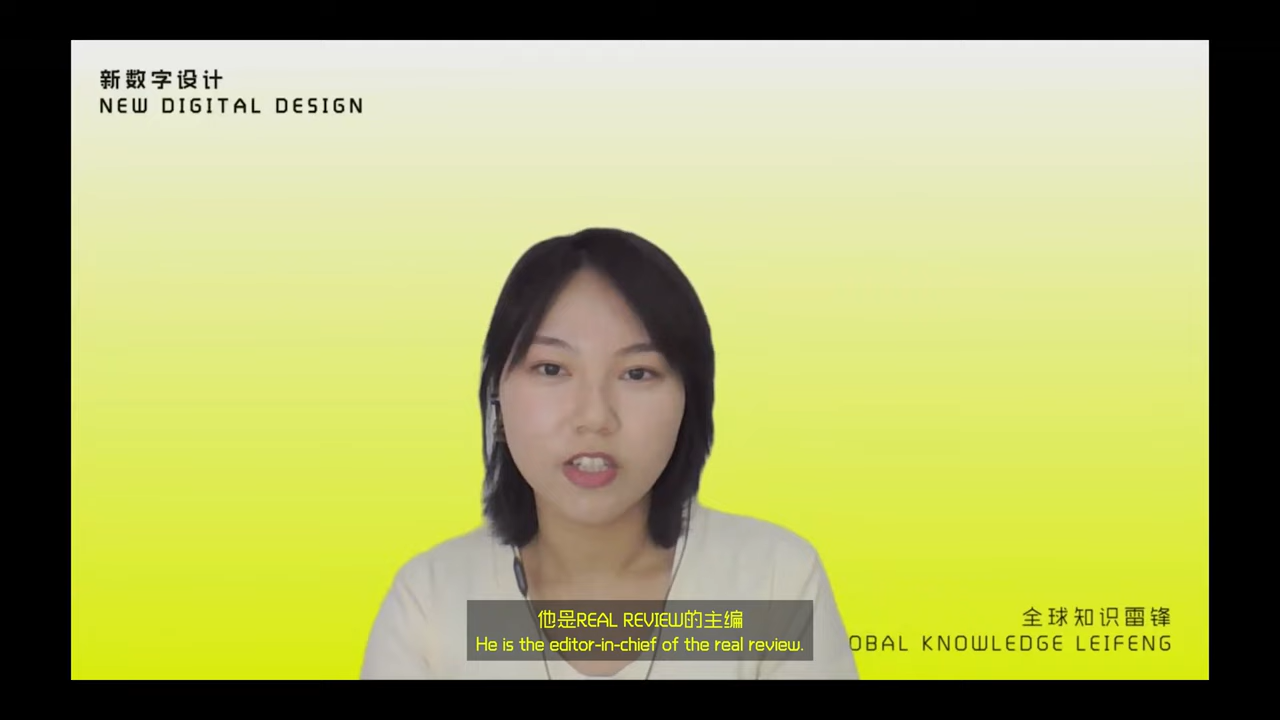 新数字设计
NEW DIGITAL DESIGN
他是REAL REVIEW的主编
He is the editor-in-chief of the real review.
全球知识雷锋
OBAL KNOWLEDGE LEIFENG